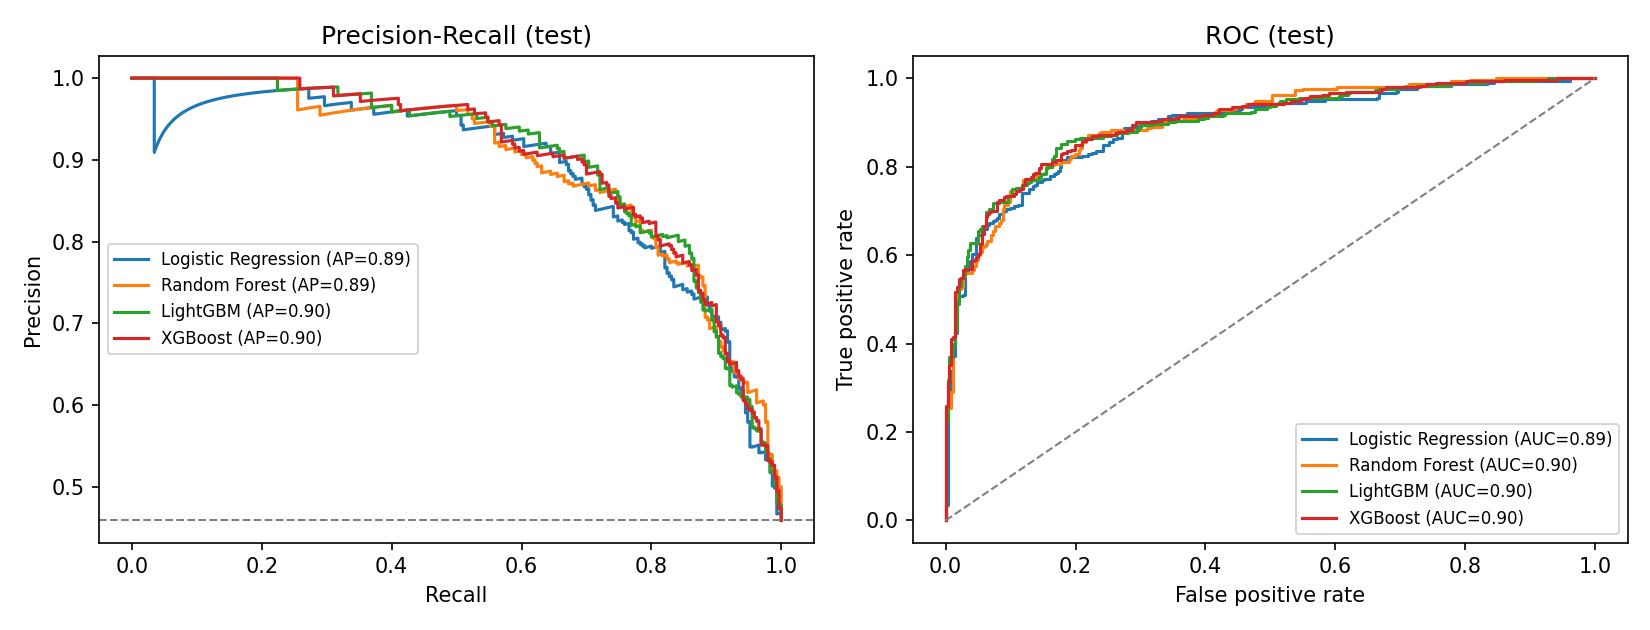 Precision-Recall (test)
Precision
1.0
0.9
0.8
0.7
0.6
0.5
Logistic Regression (AP=0.89)
Random Forest (AP=0.89)
LightGBM (AP=0.90)
XGBoost (AP=0.90)
0.0 0.2 0.4 0.6 0.8 1.0
Recall
ROC (test)
True positive rate
1.0
0.8
0.6
0.4
0.2
0.0
Logistic Regression (AUC=0.89)
Random Forest (AUC=0.90)
LightGBM (AUC=0.90)
XGBoost (AUC=0.90)
0.0 0.2 0.4 0.6 0.8 1.0
False positive rate